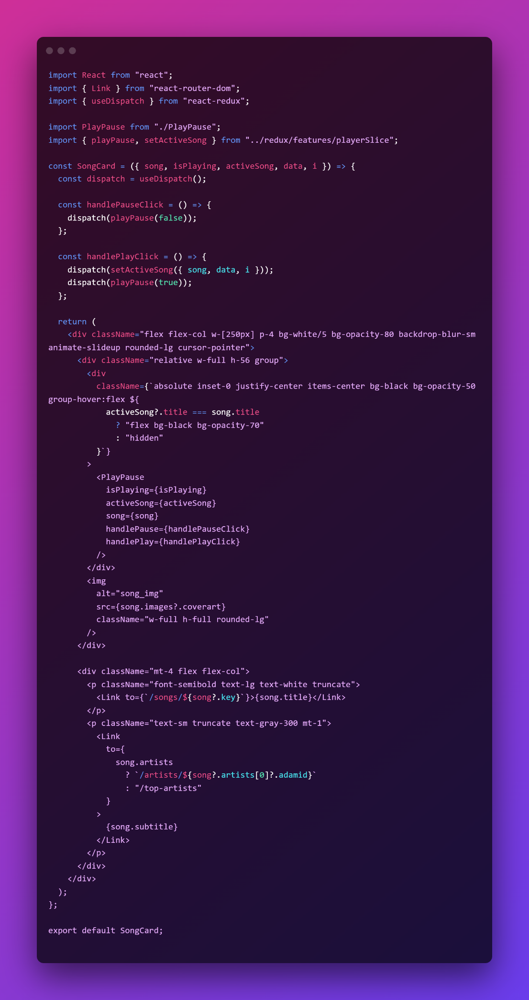 import React from "react";
import { Link } from "react-router-dom";
import { useDispatch } from "react-redux";

import PlayPause from "./PlayPause";
import { playPause, setActiveSong } from "../redux/features/playerSlice";

const SongCard = ({ song, isPlaying, activeSong, data, i }) => {
  const dispatch = useDispatch();

  const handlePauseClick = () => {
    dispatch(playPause(false));
  };

  const handlePlayClick = () => {
    dispatch(setActiveSong({ song, data, i }));
    dispatch(playPause(true));
  };

  return (
    <div className="flex flex-col w-[250px] p-4 bg-white/5 bg-opacity-80 backdrop-blur-sm
animate-slideup rounded-lg cursor-pointer">
      <div className="relative w-full h-56 group">
        <div
          className={`absolute inset-0 justify-center items-center bg-black bg-opacity-50
group-hover:flex ${
            activeSong?.title === song.title
              ? "flex bg-black bg-opacity-70"
              : "hidden"
          }`}
        >
          <PlayPause
            isPlaying={isPlaying}
            activeSong={activeSong}
            song={song}
            handlePause={handlePauseClick}
            handlePlay={handlePlayClick}
          />
        </div>
        <img
          alt="song_img"
          src={song.images?.coverart}
          className="w-full h-full rounded-lg"
        />
      </div>

      <div className="mt-4 flex flex-col">
        <p className="font-semibold text-lg text-white truncate">
          <Link to={`/songs/${song?.key}`}>{song.title}</Link>
        </p>
        <p className="text-sm truncate text-gray-300 mt-1">
          <Link
            to={
              song.artists
                ? `/artists/${song?.artists[0]?.adamid}`
                : "/top-artists"
            }
          >
            {song.subtitle}
          </Link>
        </p>
      </div>
    </div>
  );
};

export default SongCard;